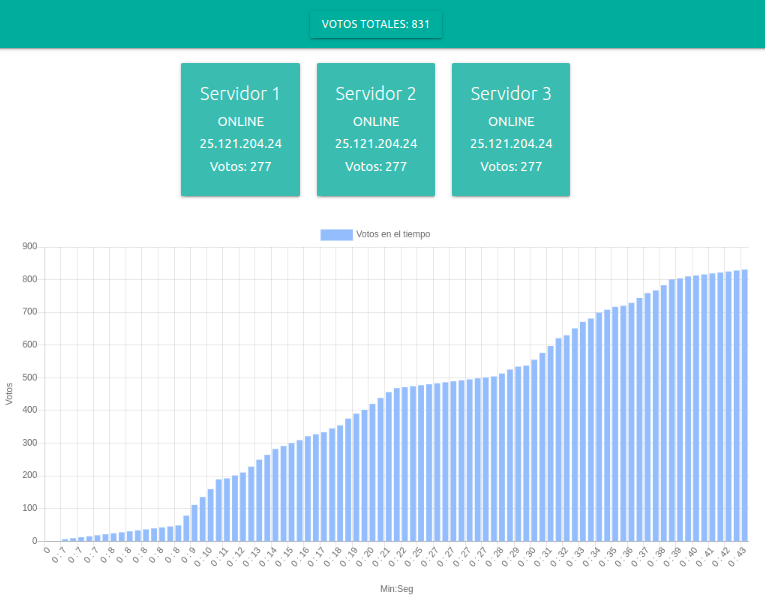 VOTOS TOTALES: 831
Servidor 1
ONLINE
25.121.204.24
Votos: 277
Servidor 2
ONLINE
25.121.204.24
Votos: 277
Servidor 3
ONLINE
25.121.204.24
Votos: 277
Votos en el tiempo
900
800
700
600
500
400
300
200
100
0
Votos
0
0 : 7
0 : 7
0 : 7
0 : 8
0 : 8
0 : 8
0 : 8
0 : 8
0 : 9
0 : 10
0 : 11
0 : 12
0 : 13
0 : 14
0 : 15
0 : 16
0 : 17
0 : 18
0 : 19
0 : 20
0 : 21
0 : 22
0 : 25
0 : 27
0 : 27
0 : 27
0 : 27
0 : 28
0 : 29
0 : 30
0 : 31
0 : 32
0 : 33
0 : 34
0 : 35
0 : 36
0 : 37
0 : 38
0 : 39
0 : 40
0 : 41
0 : 42
0 : 43
Min:Seg